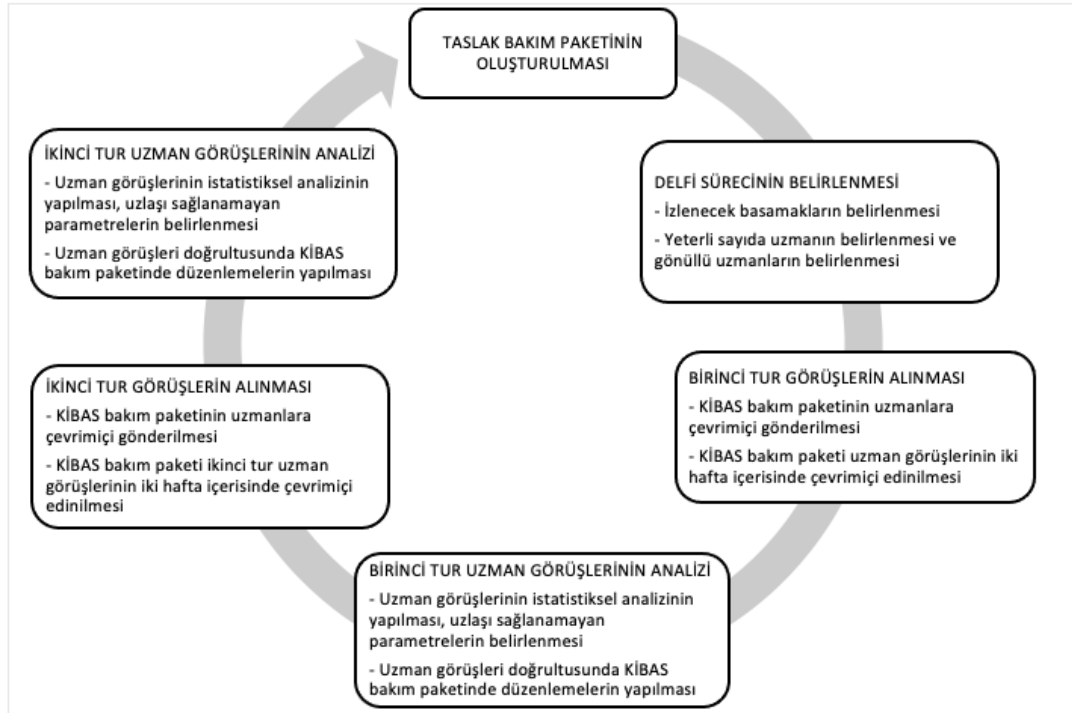 TASLAK BAKIM PAKETİNİN
OLUŞTURULMASI
DELFİ SÜRECİNİN BELİRLENMESİ
- İzlenecek basamakların belirlenmesi
- Yeterli sayıda uzmanın belirlenmesi ve
gönüllü uzmanların belirlenmesi
BİRİNCİ TUR GÖRÜŞLERİN ALINMASI
- KİBAS bakım paketinin uzmanlara
çevrimiçi gönderilmesi
- KİBAS bakım paketi uzman görüşlerinin iki
hafta içerisinde çevrimiçi edinilmesi
BİRİNCİ TUR UZMAN GÖRÜŞLERİNİN ANALİZİ
- Uzman görüşlerinin istatistiksel analizinin
yapılması, uzlaşı sağlanamayan
parametrelerin belirlenmesi
- Uzman görüşleri doğrultusunda KİBAS
bakım paketinde düzenlemelerin yapılması
İKİNCİ TUR GÖRÜŞLERİN ALINMASI
- KİBAS bakım paketinin uzmanlara
çevrimiçi gönderilmesi
- KİBAS bakım paketi ikinci tur uzman
görüşlerinin iki hafta içerisinde çevrimiçi
edinilmesi
İKİNCİ TUR UZMAN GÖRÜŞLERİNİN ANALİZİ
- Uzman görüşlerinin istatistiksel analizinin
yapılması, uzlaşı sağlanamayan
parametrelerin belirlenmesi
- Uzman görüşleri doğrultusunda KİBAS
bakım paketinde düzenlemelerin yapılması